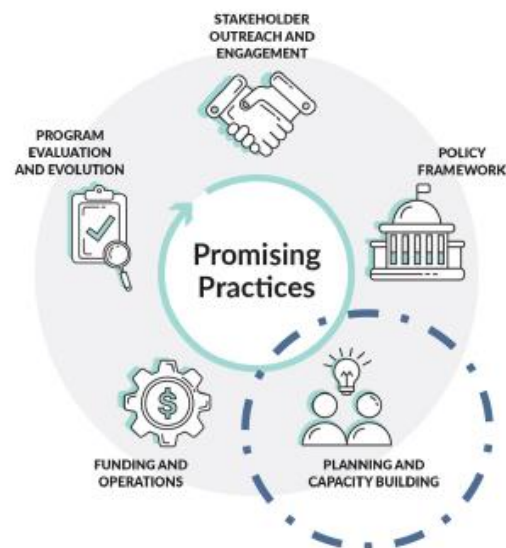 STAKEHOLDER
OUTREACH AND
ENGAGEMENT
PROGRAM
EVALUATION
AND EVOLUTION
POLICY
FRAMEWORK
Promising
Practices
$
FUNDING AND
OPERATIONS
PLANNING AND
CAPACITY BUILDING